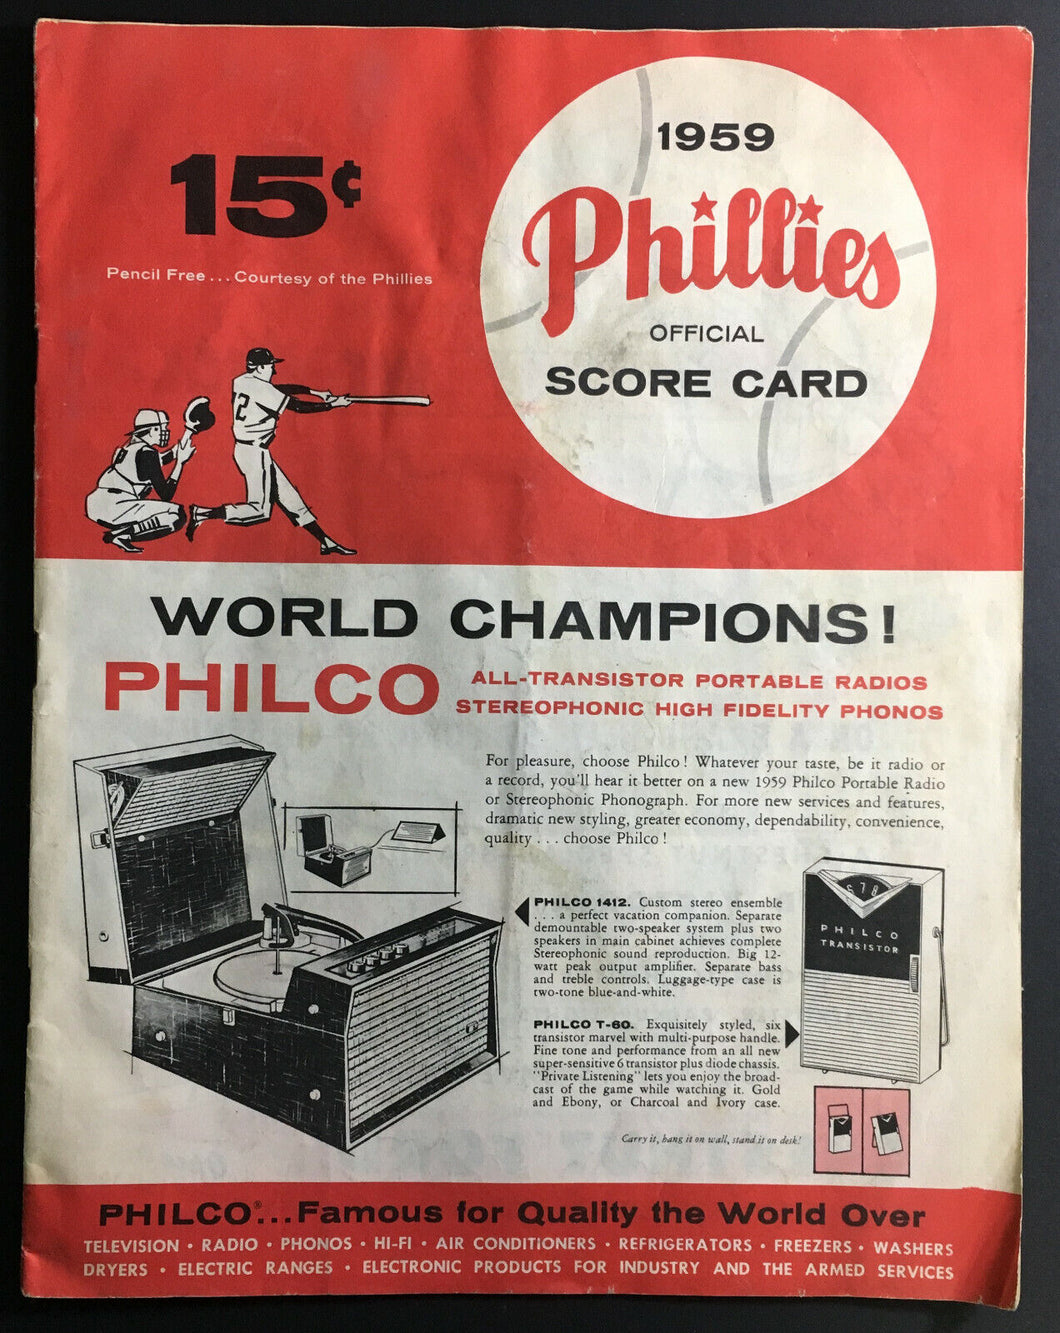 15¢
Pencil Free...Courtesy of the Phillies
1959
Phillies
OFFICIAL
SCORE CARD
2
WORLD CHAMPIONS!
PHILCO
ALL-TRANSISTOR PORTABLE RADIOS
STEREOPHONIC HIGH FIDELITY PHONOS
For pleasure, choose Philco! Whatever your taste, be it radio or
a record, you'll hear it better on a new 1959 Philco Portable Radio
or Stereophonic Phonograph. For more new services and features,
dramatic new styling, greater economy, dependability, convenience,
quality . . . choose Philco!
PHILCO 1412. Custom stereo ensemble
. . . a perfect vacation companion. Separate
demountable two-speaker system plus two
speakers in main cabinet achieves complete
Stereophonic sound reproduction. Big 12-
watt peak output amplifier. Separate bass
and treble controls. Luggage-type case is
two-tone blue-and-white.
PHILCO T-60. Exquisitely styled, six
transistor marvel with multi-purpose handle.
Fine tone and performance from an all new
super-sensitive 6 transistor plus diode chassis.
"Private Listening" lets you enjoy the broad-
cast of the game while watching it. Gold
and Ebony, or Charcoal and Ivory case.
6 7 8
PHILCO
TRANSISTOR
Carry it, hang it on wall, stand it on desk!
PHILCO®...Famous for Quality the World Over
TELEVISION • RADIO • PHONOS • HI-FI • AIR CONDITIONERS • REFRIGERATORS • FREEZERS • WASHERS
DRYERS • ELECTRIC RANGES • ELECTRONIC PRODUCTS FOR INDUSTRY AND THE ARMED SERVICES